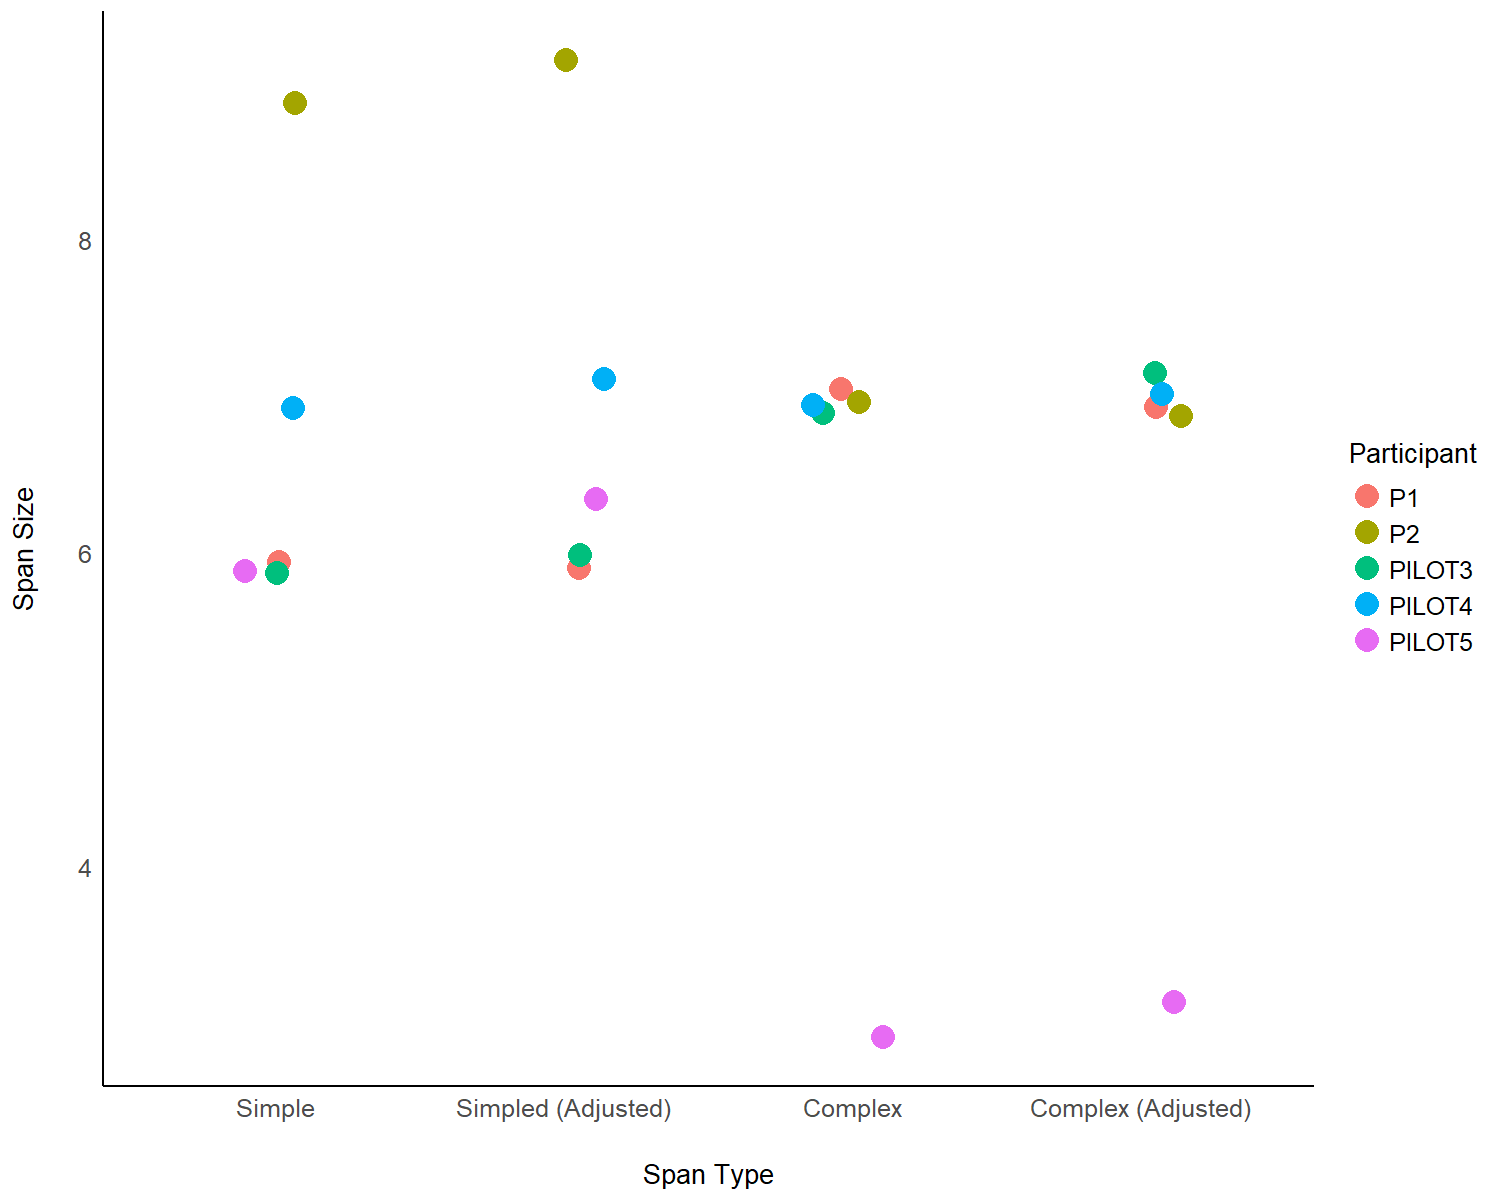 8
6
4
Span Size
Simple
Simpled (Adjusted)
Complex
Complex (Adjusted)
Span Type
Participant
P1
P2
PILOT3
PILOT4
PILOT5